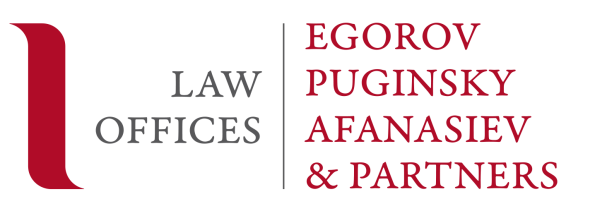 LAW
OFFICES
EGOROV
PUGINSKY
AFANASIEV
& PARTNERS